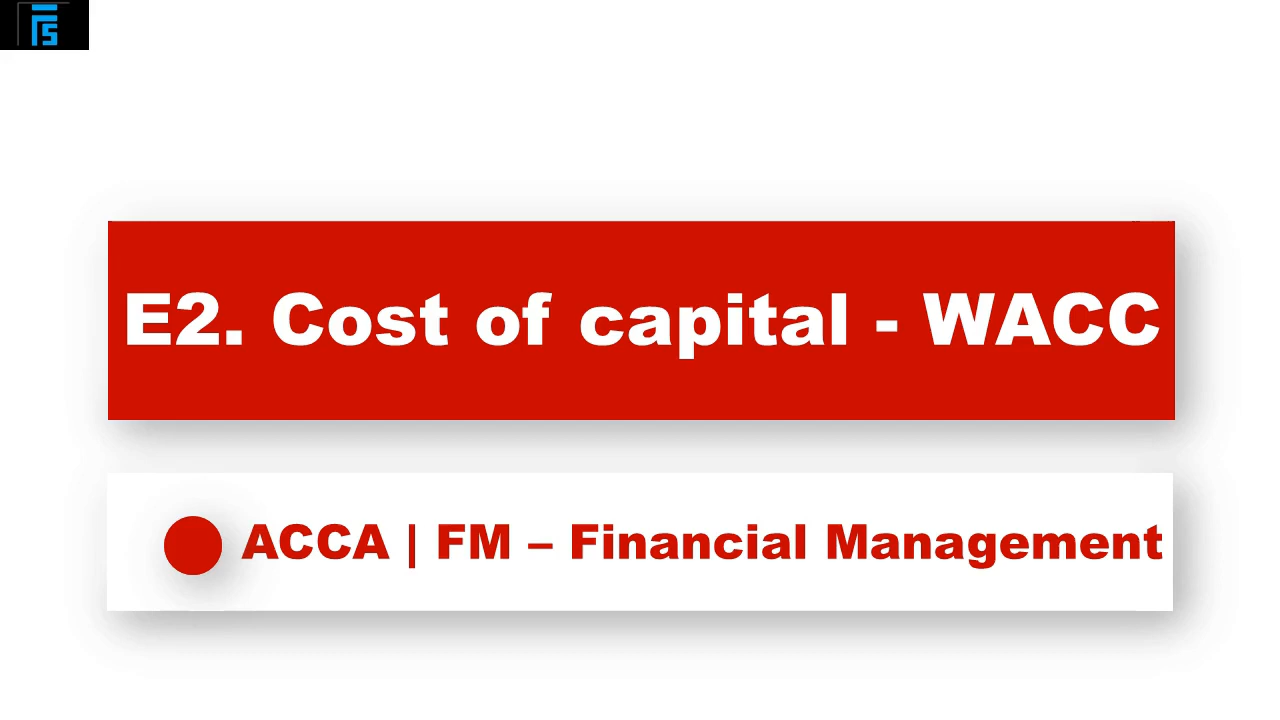 E2. Cost of capital - WACC
ACCA | FM – Financial Management